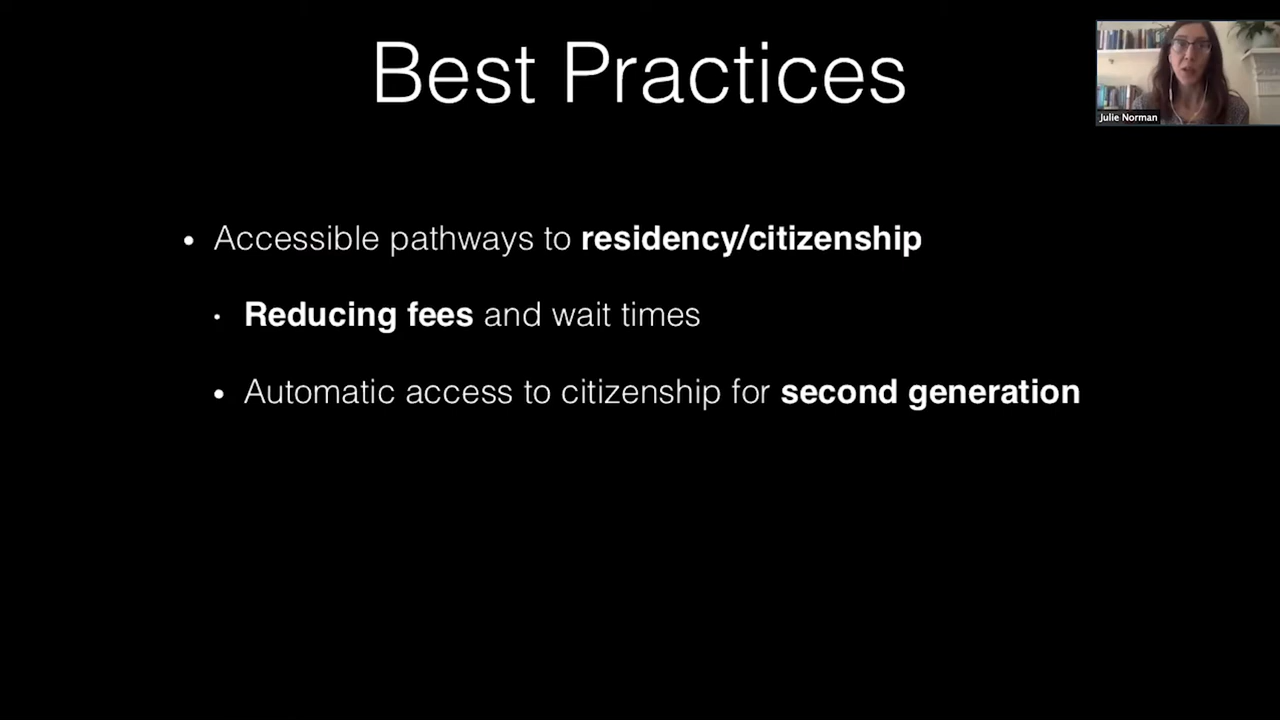 Best Practices
Julie Norman
• Accessible pathways to residency/citizenship
• Reducing fees and wait times
• Automatic access to citizenship for second generation